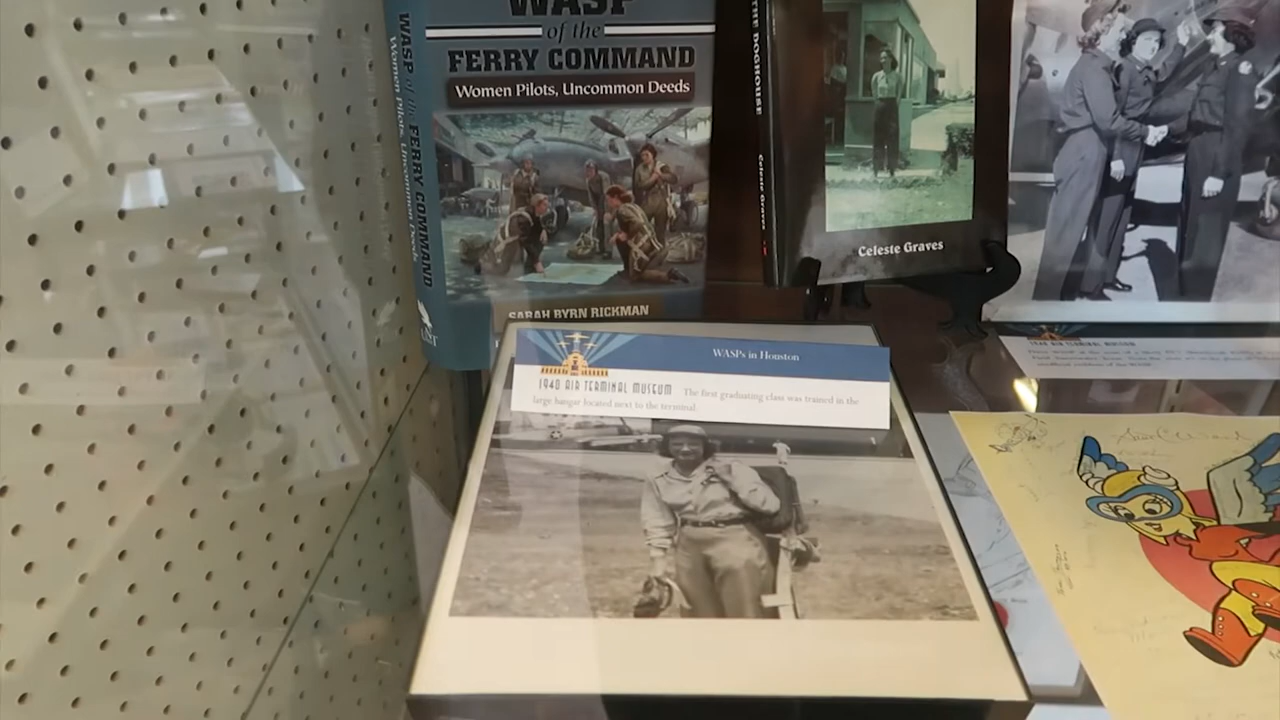 WASP
of the
FERRY COMMAND
Women Pilots, Uncommon Deeds
SARAH BYRN RICKMAN
WASP of the FERRY COMMAND
Women Pilots, Uncommon Deeds
THE DOGHOUSE
Celeste Graves
Celeste Graves
WASPs in Houston
1940 AIR TERMINAL MUSEUM The first graduating class was trained in the
large hangar located next to the terminal.
1940 AIR TERMINAL MUSEUM